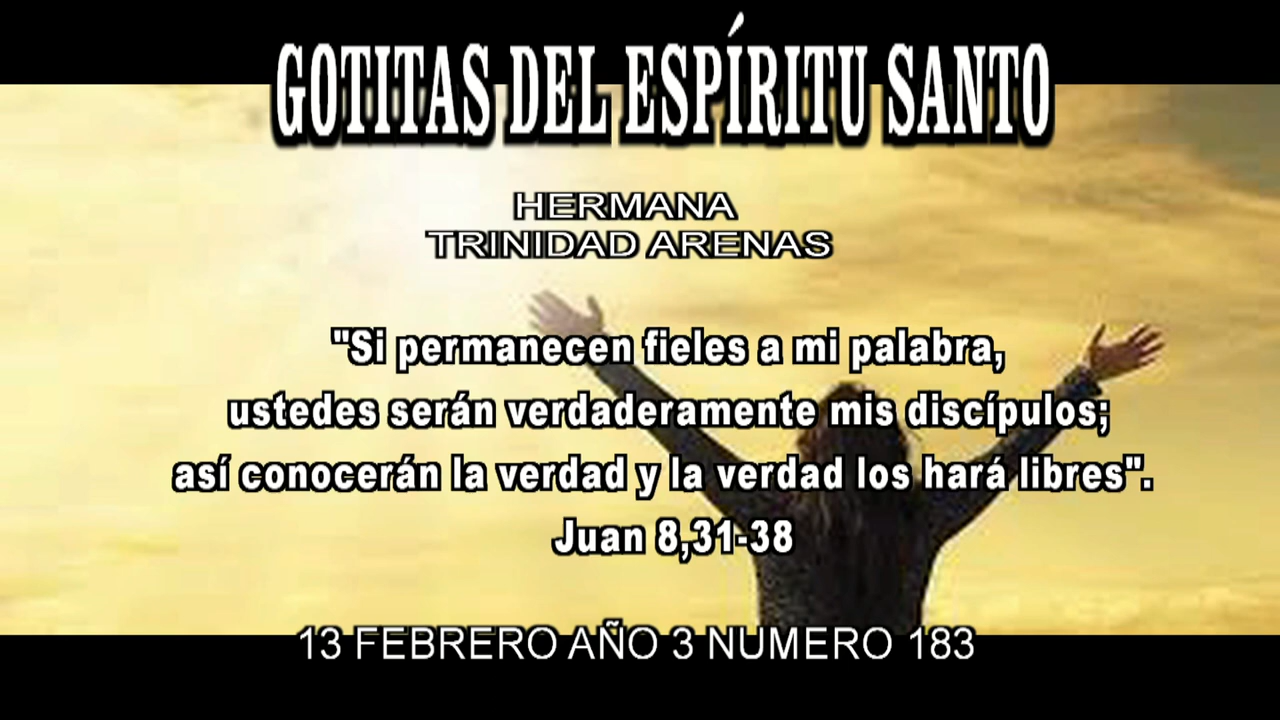 GOTITAS DEL ESPÍRITU SANTO
HERMANA
TRINIDAD ARENAS
"Si permanecen fieles a mi palabra,
ustedes serán verdaderamente mis discípulos;
así conocerán la verdad y la verdad los hará libres".
Juan 8,31-38
13 FEBRERO AÑO 3 NUMERO 183